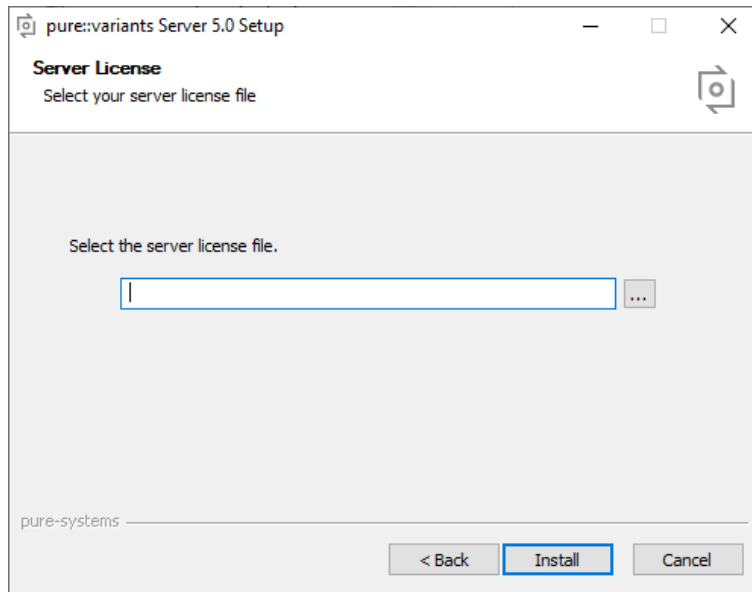 pure::variants Server 5.0 Setup
Server License
Select your server license file
Select the server license file.
...
pure-systems
< Back
Install
Cancel